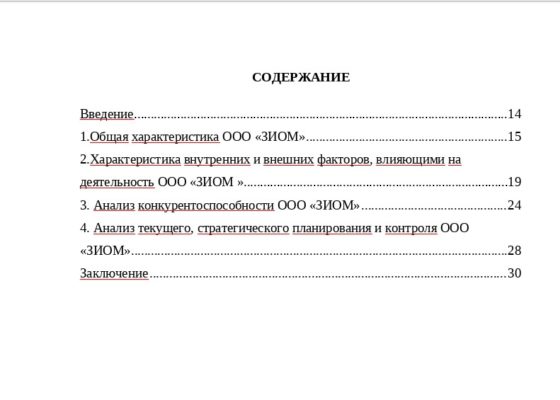 СОДЕРЖАНИЕ
Введение....................................................................................................................14
1.Общая характеристика ООО «ЗИОМ»..............................................................15
2.Характеристика внутренних и внешних факторов, влияющими на
деятельность ООО «ЗИОМ »................................................................................19
3. Анализ конкурентоспособности ООО «ЗИОМ»............................................24
4. Анализ текущего, стратегического планирования и контроля ООО
«ЗИОМ»....................................................................................................................28
Заключение.............................................................................................................30